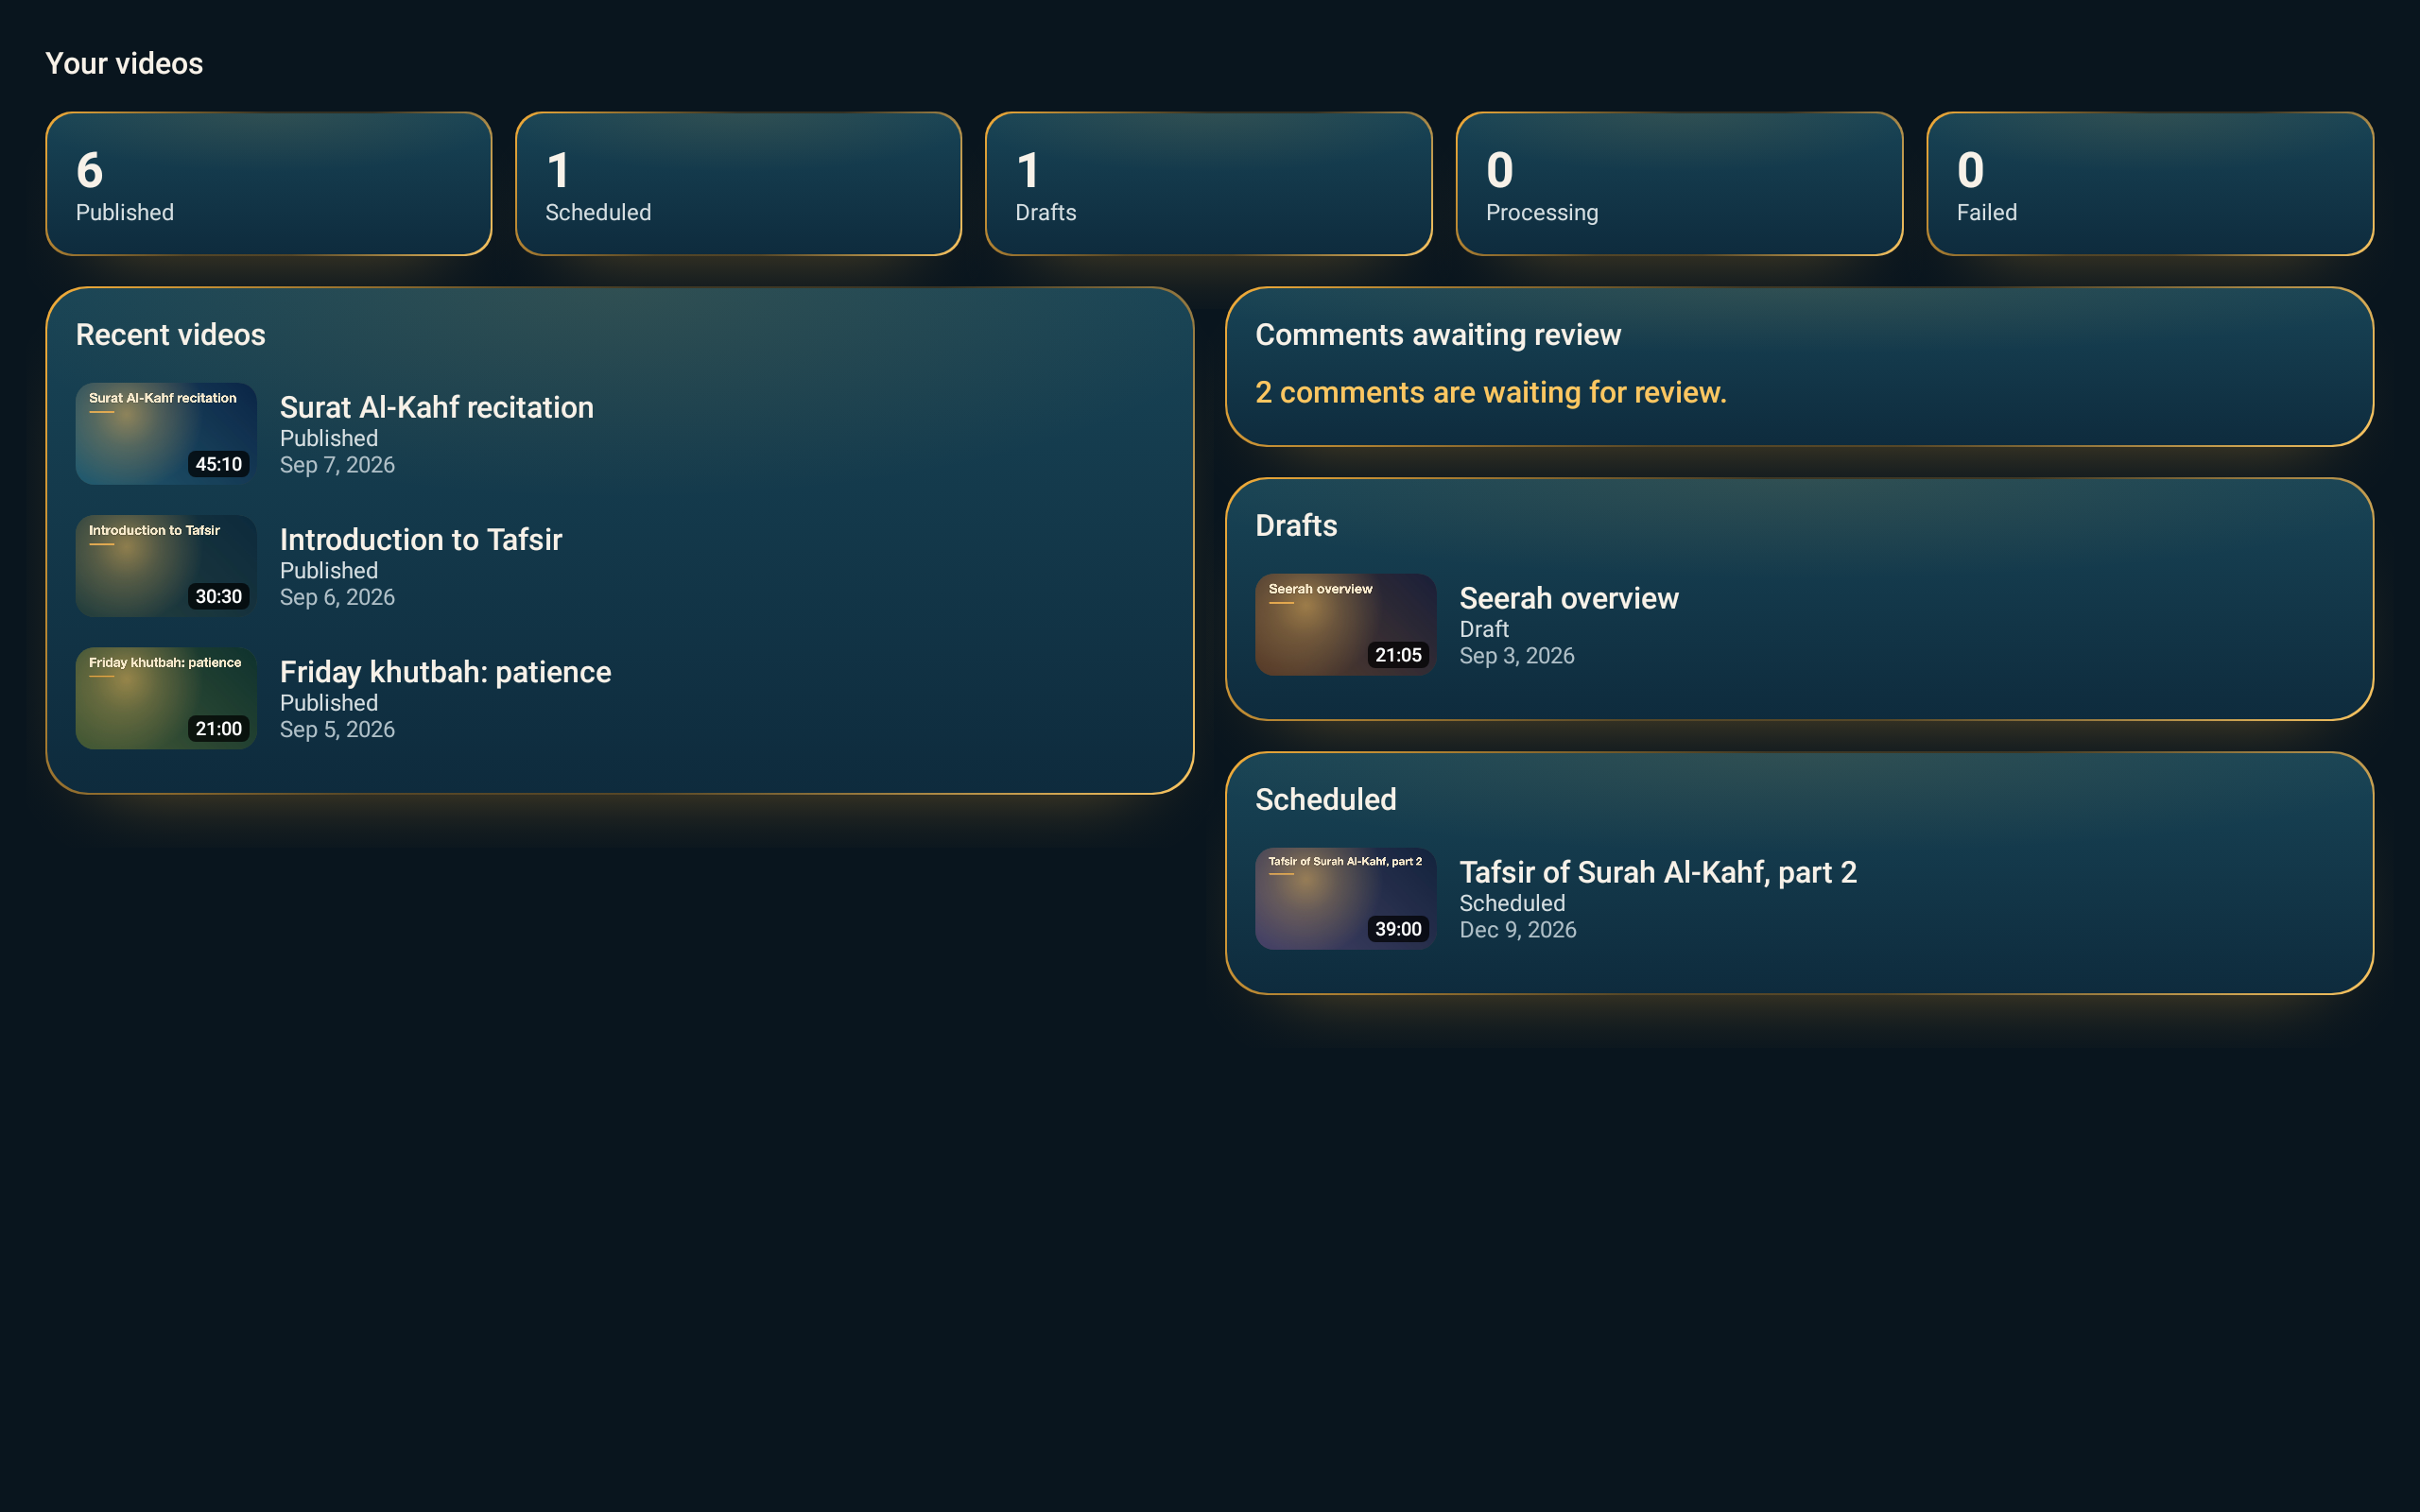 Your videos
6
Published
1
Scheduled
1
Drafts
0
Processing
0
Failed
Recent videos
Surat Al-Kahf recitation
45:10
Surat Al-Kahf recitation
Published
Sep 7, 2026
Introduction to Tafsir
30:30
Introduction to Tafsir
Published
Sep 6, 2026
Friday khutbah: patience
21:00
Friday khutbah: patience
Published
Sep 5, 2026
Comments awaiting review
2 comments are waiting for review.
Drafts
Seerah overview
21:05
Seerah overview
Draft
Sep 3, 2026
Scheduled
Tafsir of Surah Al-Kahf, part 2
39:00
Tafsir of Surah Al-Kahf, part 2
Scheduled
Dec 9, 2026